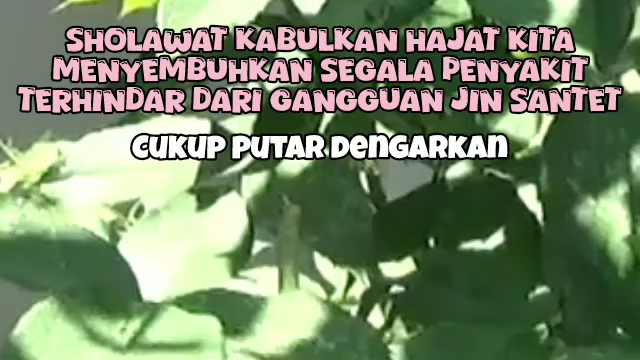 SHOLAWAT KABULKAN HAJAT KITA
MENYEMBUHKAN SEGALA PENYAKIT
TERHINDAR DARI GANGGUAN JIN SANTET
CUKUP PUTAR DENGARKAN